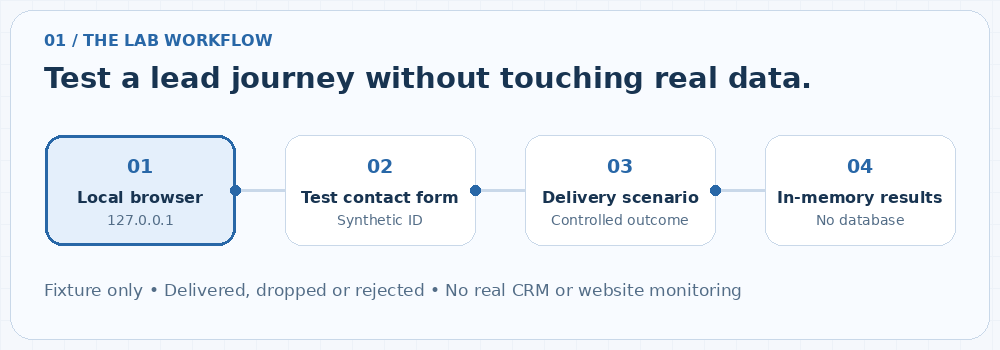 01 / THE LAB WORKFLOW
Test a lead journey without touching real data.
01
Local browser
127.0.0.1
02
Test contact form
Synthetic ID
03
Delivery scenario
Controlled outcome
04
In-memory results
No database
Fixture only • Delivered, dropped or rejected • No real CRM or website monitoring